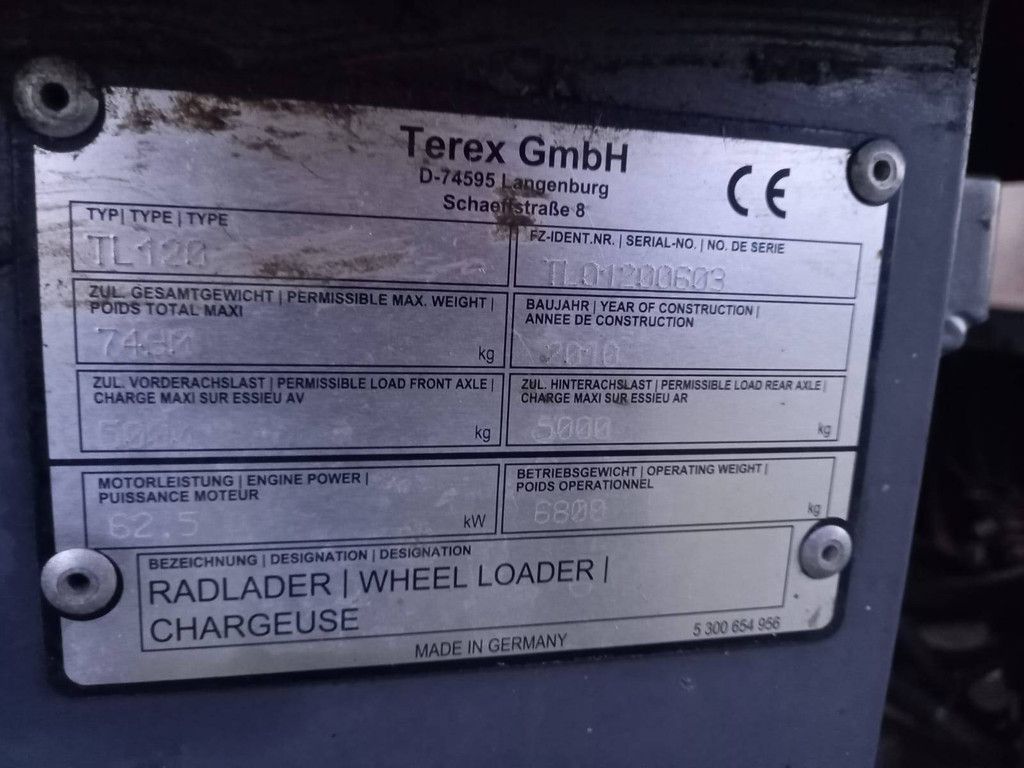 Terex GmbH
D-74595 Langenburg
Schaeffstraße 8
CE
TYP | TYPE | TYPE
TL120
FZ-IDENT.NR. | SERIAL-NO. | NO. DE SERIE
TL01200603
ZUL. GESAMTGEWICHT | PERMISSIBLE MAX. WEIGHT |
POIDS TOTAL MAXI
kg
BAUJAHR | YEAR OF CONSTRUCTION |
ANNEE DE CONSTRUCTION
2010
ZUL. VORDERACHSLAST | PERMISSIBLE LOAD FRONT AXLE |
CHARGE MAXI SUR ESSIEU AV
5000 kg
ZUL. HINTERACHSLAST | PERMISSIBLE LOAD REAR AXLE |
CHARGE MAXI SUR ESSIEU AR
5000 kg
MOTORLEISTUNG | ENGINE POWER |
PUISSANCE MOTEUR
62.5 kW
BETRIEBSGEWICHT | OPERATING WEIGHT |
POIDS OPERATIONNEL
6800 kg
BEZEICHNUNG | DESIGNATION | DESIGNATION
RADLADER | WHEEL LOADER |
CHARGEUSE
MADE IN GERMANY
5 300 654 956